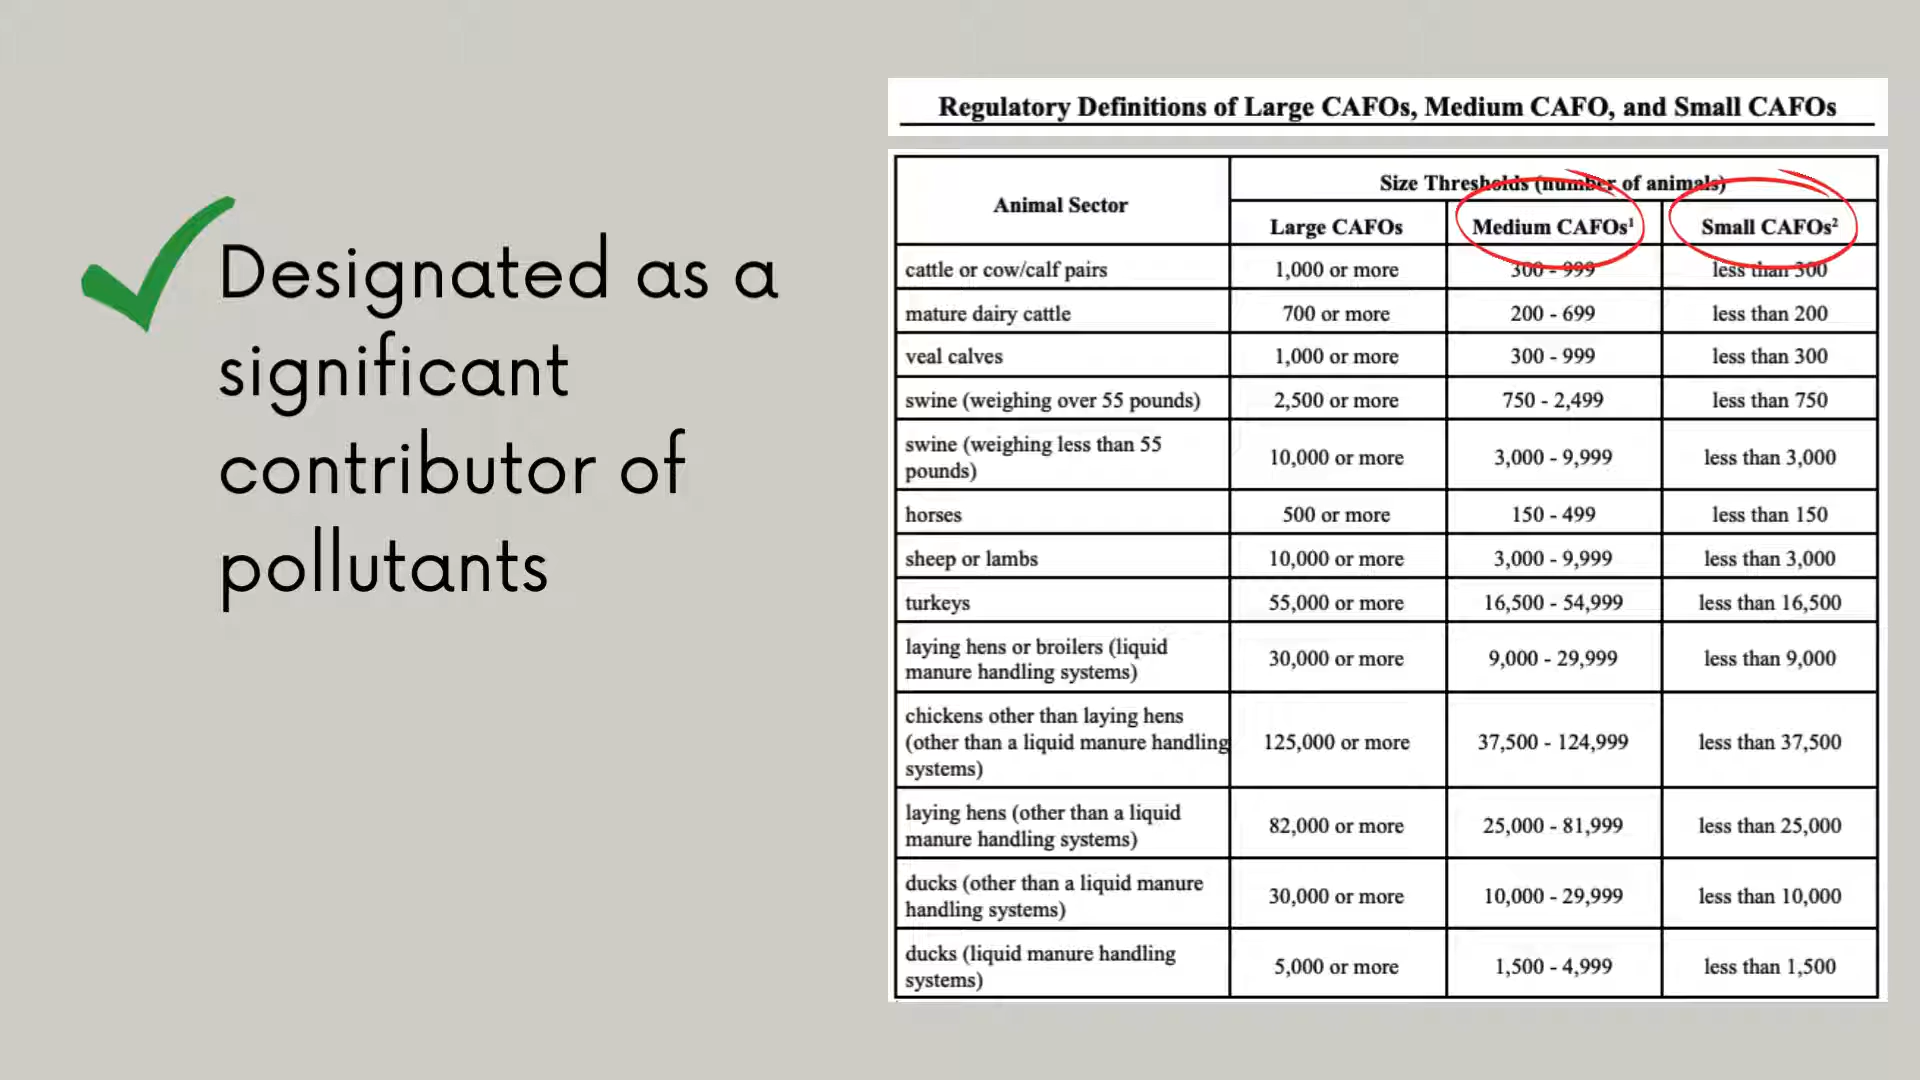 Designated as a
significant
contributor of
pollutants
Regulatory Definitions of Large CAFOs, Medium CAFO, and Small CAFOs
Animal Sector
Size Thresholds (number of animals)
Large CAFOs Medium CAFOs¹ Small CAFOs²
cattle or cow/calf pairs 1,000 or more 300 - 999 less than 300
mature dairy cattle 700 or more 200 - 699 less than 200
veal calves 1,000 or more 300 - 999 less than 300
swine (weighing over 55 pounds) 2,500 or more 750 - 2,499 less than 750
swine (weighing less than 55
pounds) 10,000 or more 3,000 - 9,999 less than 3,000
horses 500 or more 150 - 499 less than 150
sheep or lambs 10,000 or more 3,000 - 9,999 less than 3,000
turkeys 55,000 or more 16,500 - 54,999 less than 16,500
laying hens or broilers (liquid
manure handling systems) 30,000 or more 9,000 - 29,999 less than 9,000
chickens other than laying hens
(other than a liquid manure handling 125,000 or more 37,500 - 124,999 less than 37,500
systems)
laying hens (other than a liquid
manure handling systems) 82,000 or more 25,000 - 81,999 less than 25,000
ducks (other than a liquid manure
handling systems) 30,000 or more 10,000 - 29,999 less than 10,000
ducks (liquid manure handling
systems) 5,000 or more 1,500 - 4,999 less than 1,500